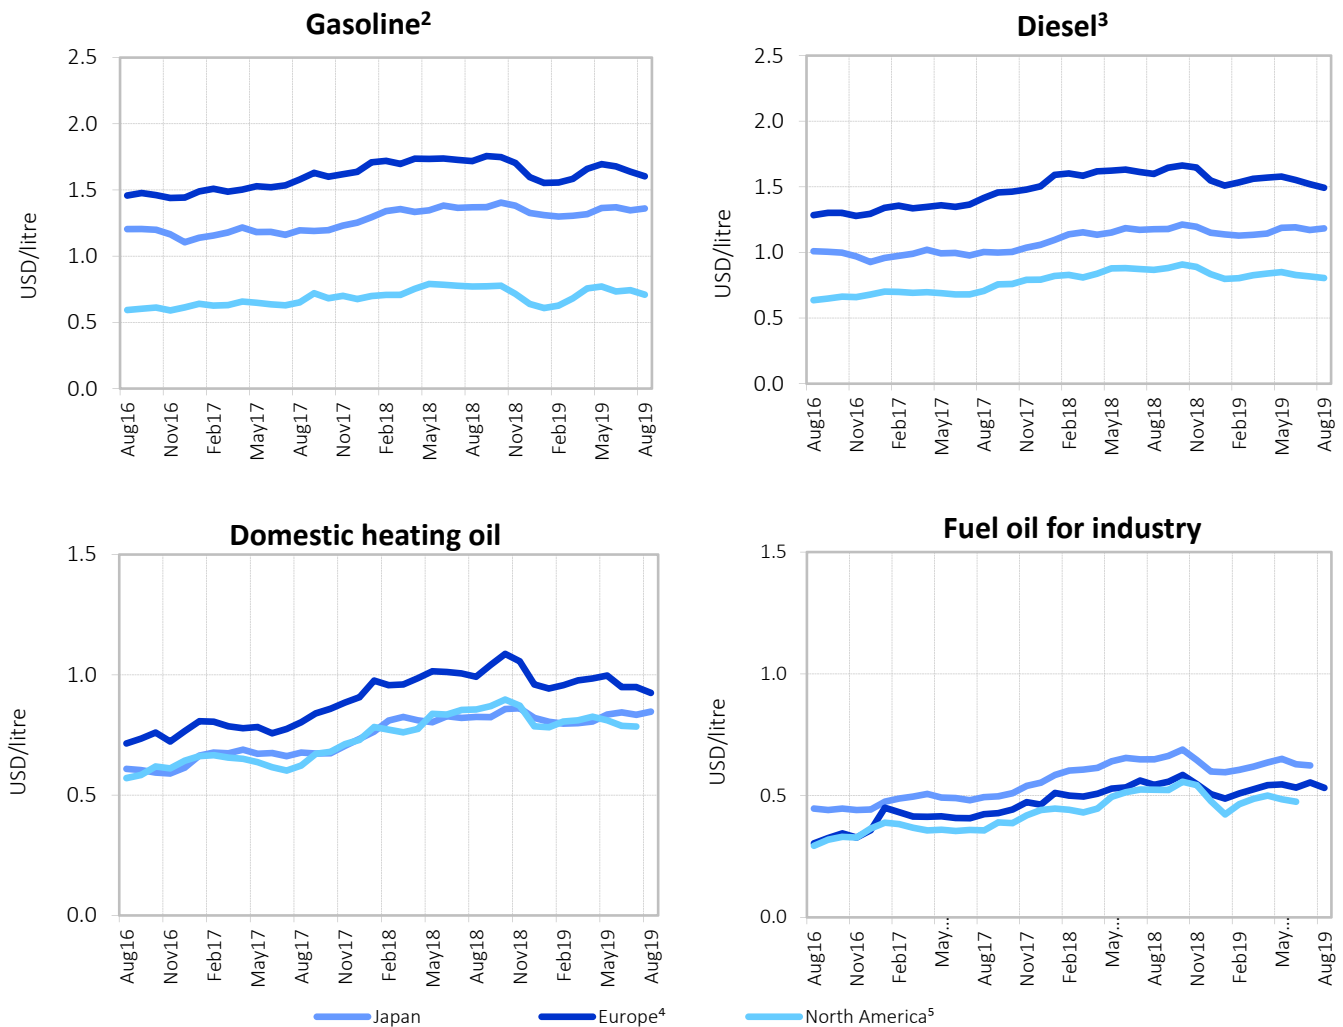 Gasoline²
2.5
2.0
1.5
1.0
0.5
0.0
USD/litre
Aug16
Nov16
Feb17
May17
Aug17
Nov17
Feb18
May18
Aug18
Nov18
Feb19
May19
Aug19
Diesel³
2.5
2.0
1.5
1.0
0.5
0.0
USD/litre
Aug16
Nov16
Feb17
May17
Aug17
Nov17
Feb18
May18
Aug18
Nov18
Feb19
May19
Aug19
Domestic heating oil
1.5
1.0
0.5
0.0
USD/litre
Aug16
Nov16
Feb17
May17
Aug17
Nov17
Feb18
May18
Aug18
Nov18
Feb19
May19
Aug19
Fuel oil for industry
1.5
1.0
0.5
0.0
USD/litre
Aug16
Nov16
Feb17
May...
Aug17
Nov17
Feb18
May...
Aug18
Nov18
Feb19
May...
Aug19
Japan Europe⁴ North America⁵